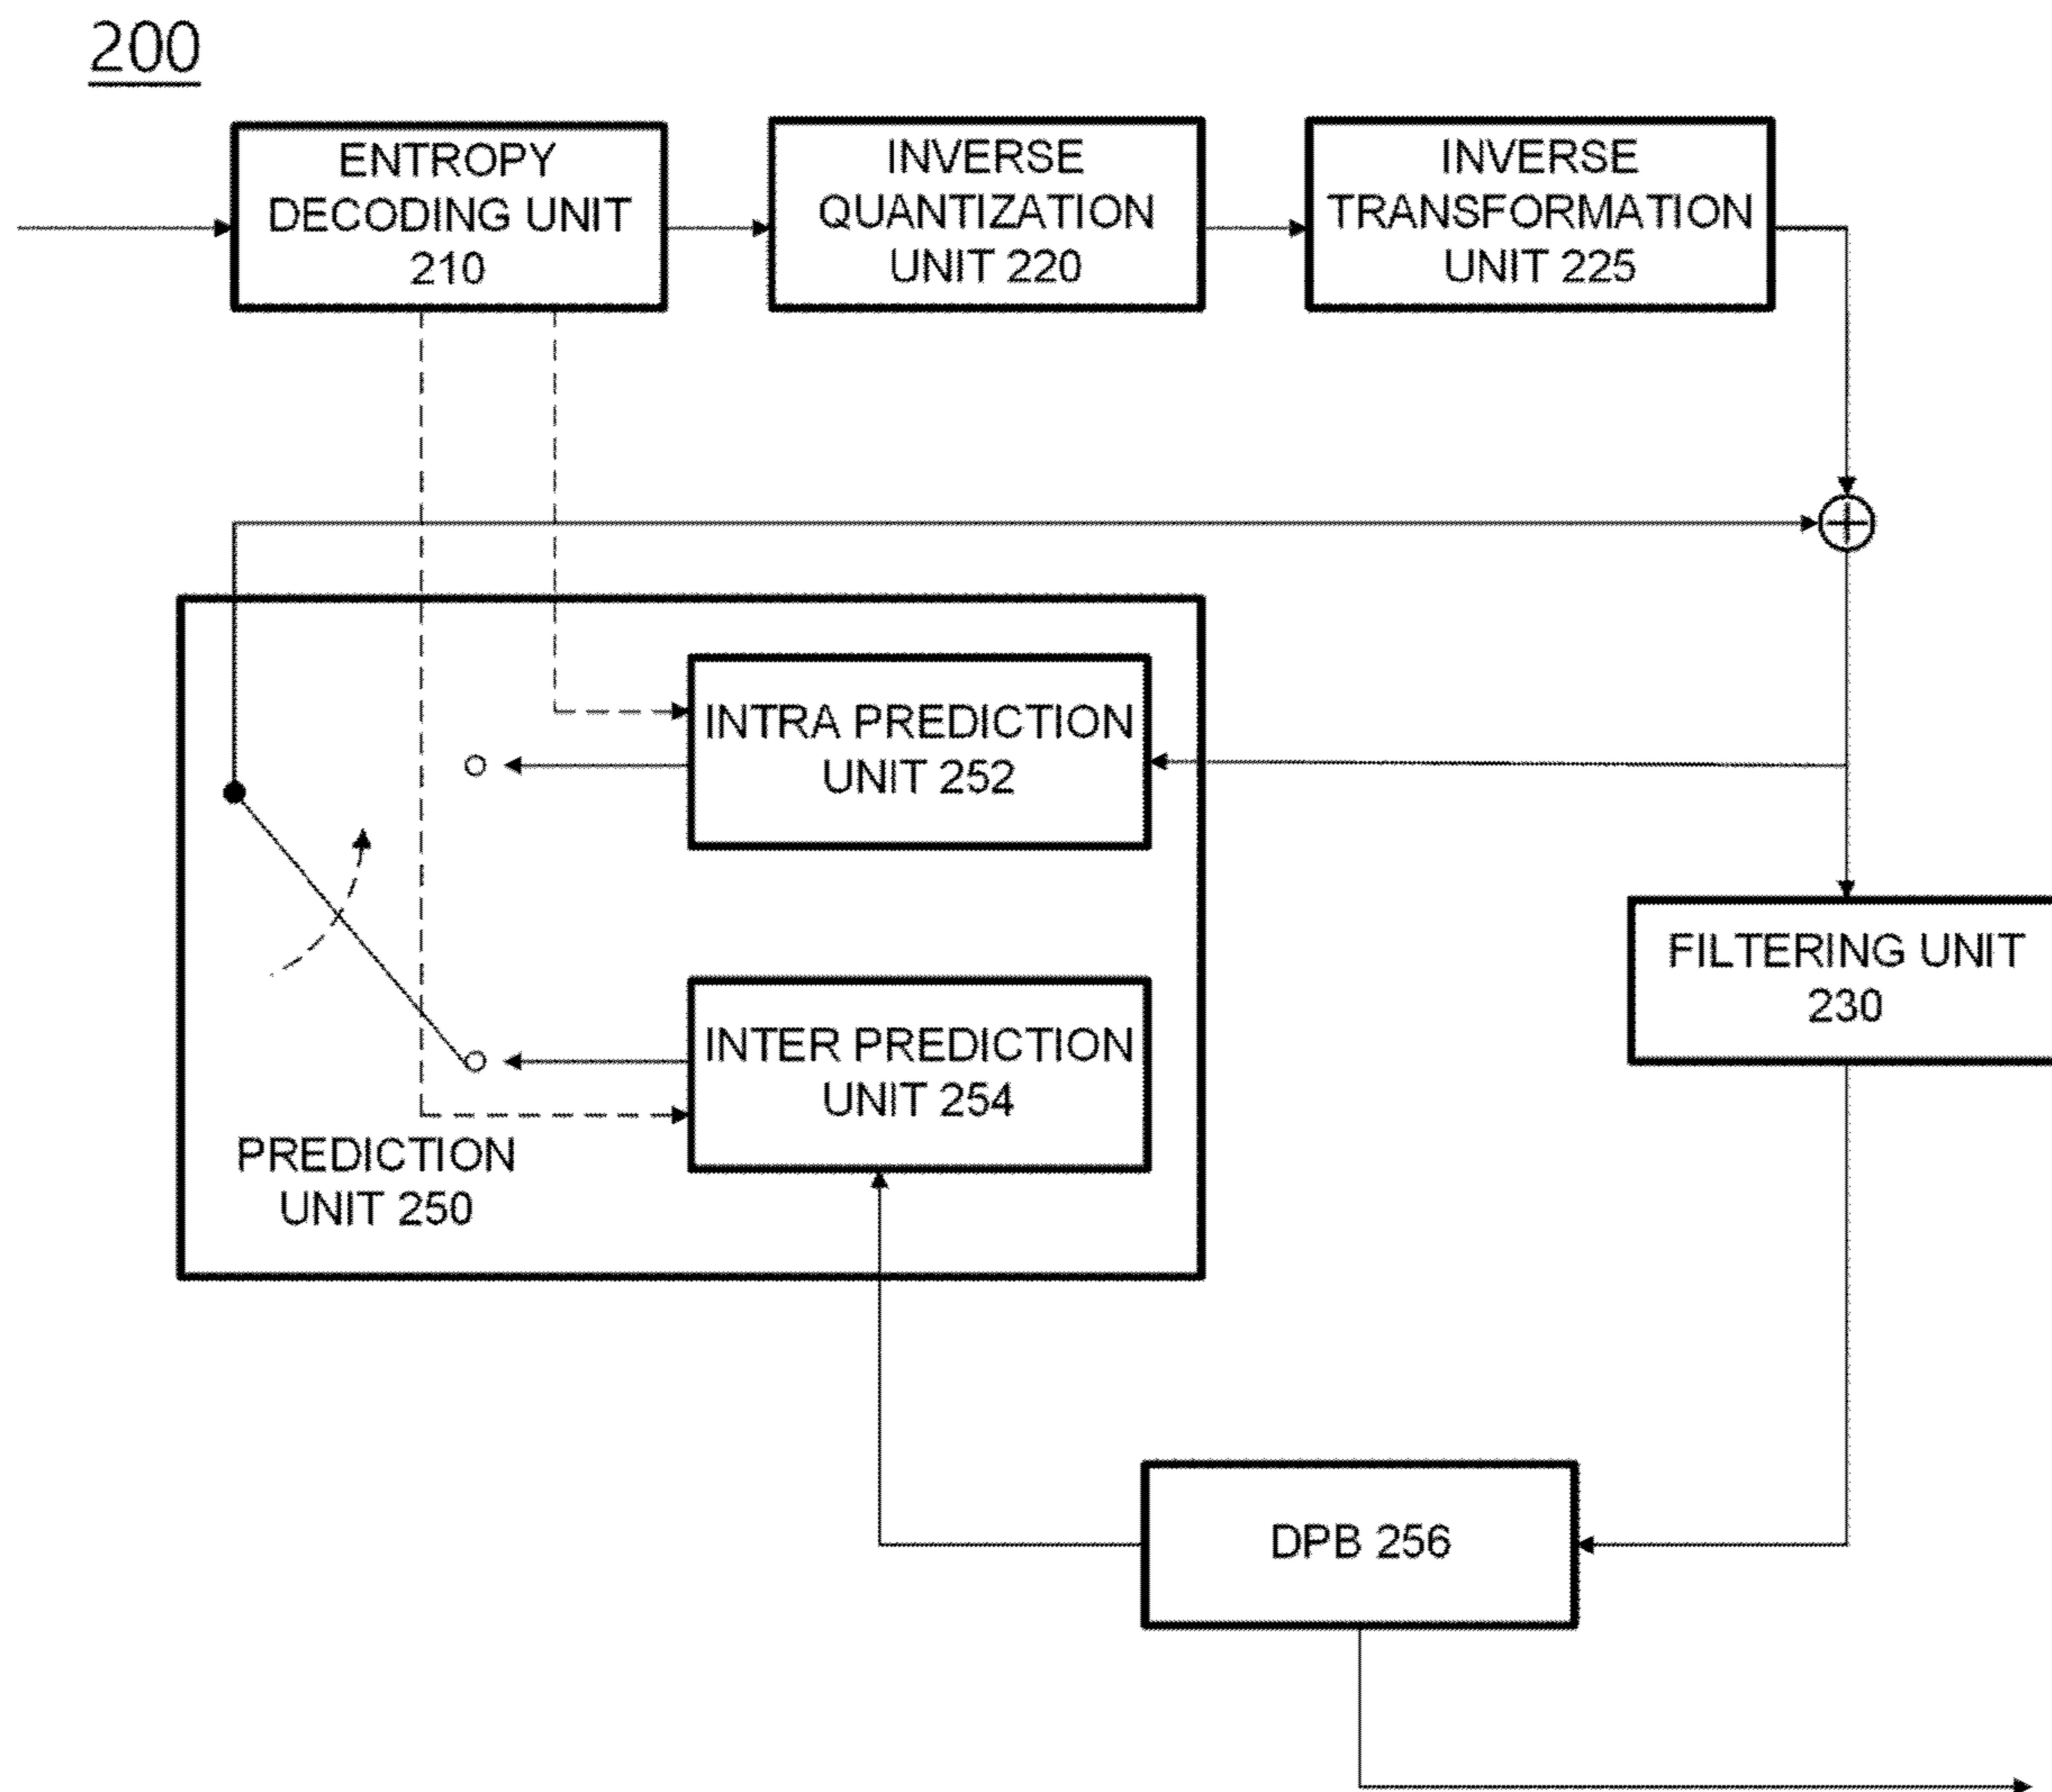 200
ENTROPY
DECODING UNIT
210
INVERSE
QUANTIZATION
UNIT 220
INVERSE
TRANSFORMATION
UNIT 225
INTRA PREDICTION
UNIT 252
INTER PREDICTION
UNIT 254
PREDICTION
UNIT 250
FILTERING UNIT
230
DPB 256